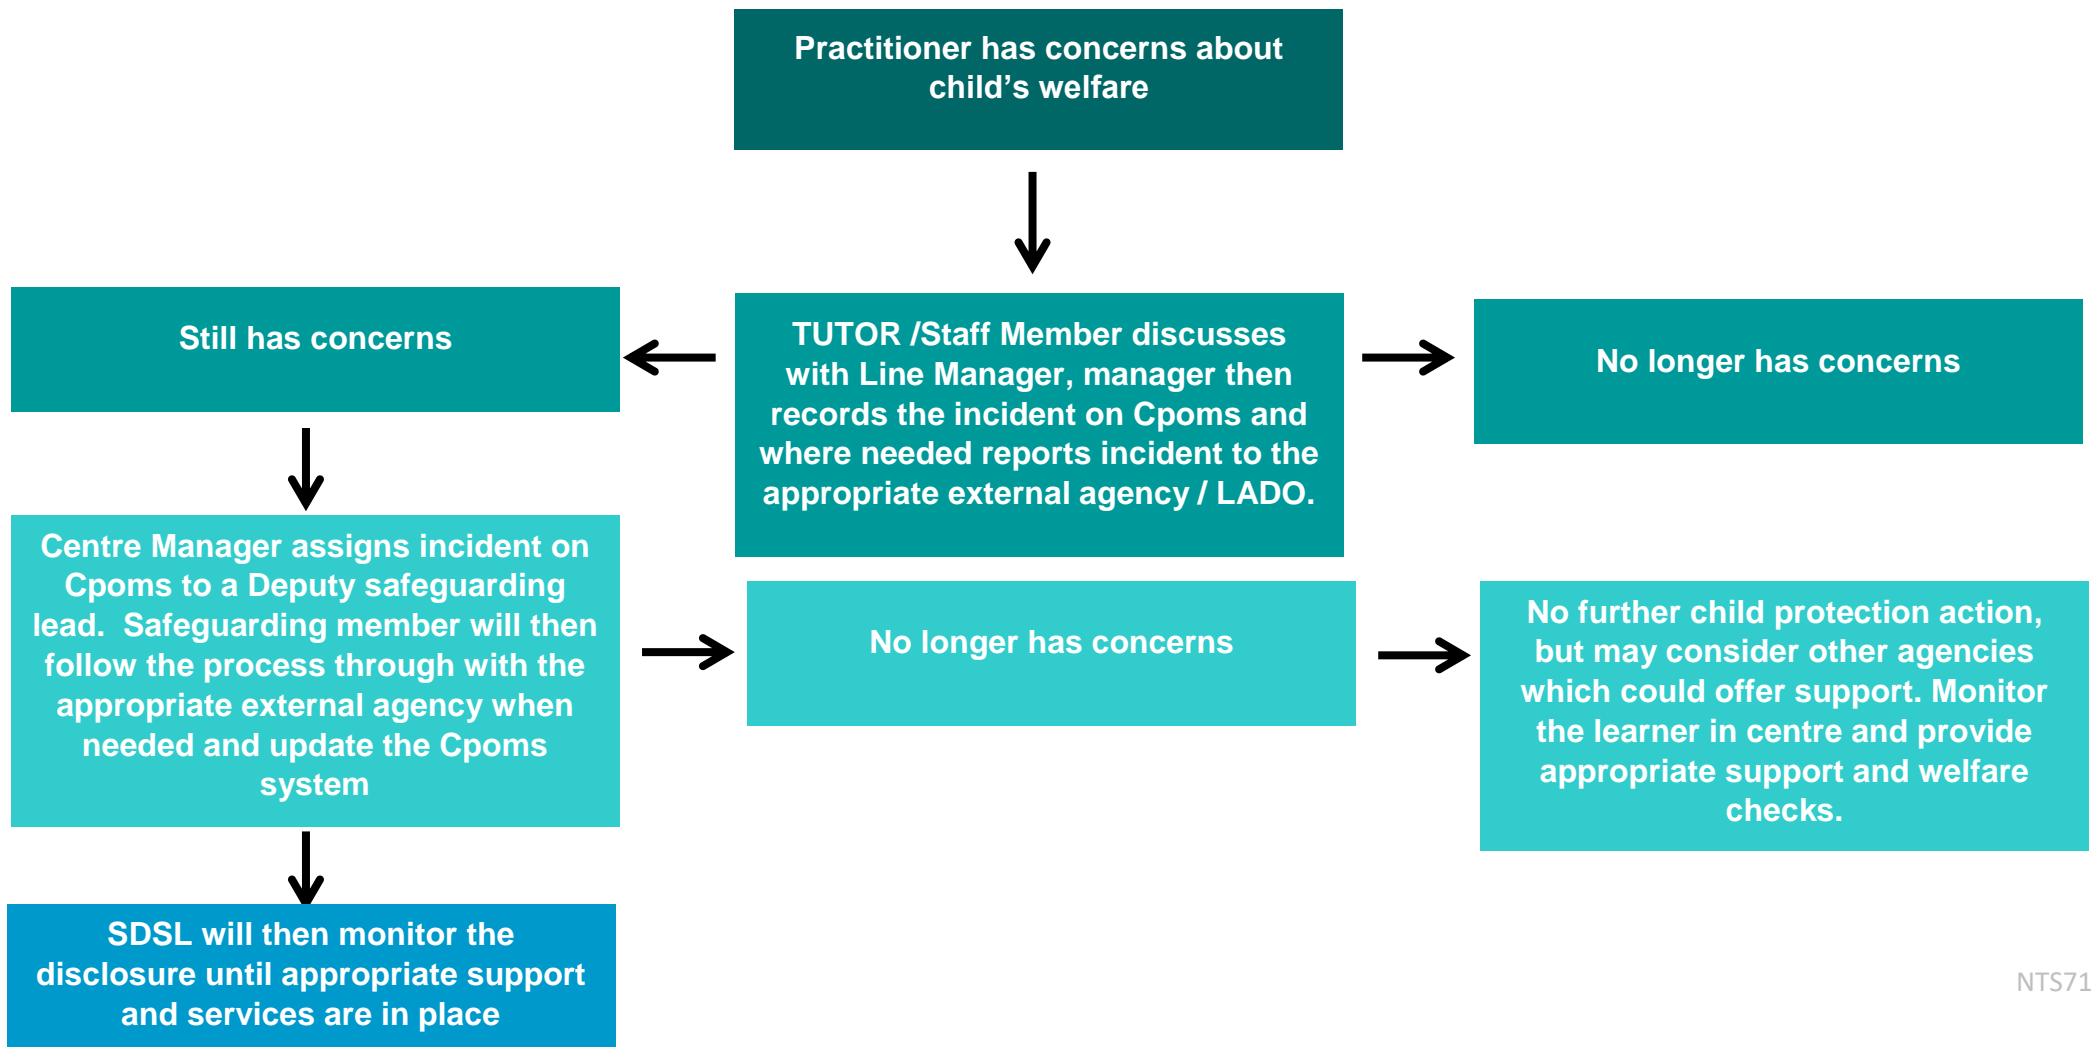 Practitioner has concerns about
child’s welfare
Still has concerns
TUTOR /Staff Member discusses
with Line Manager, manager then
records the incident on Cpoms and
where needed reports incident to the
appropriate external agency / LADO.
No longer has concerns
Centre Manager assigns incident on
Cpoms to a Deputy safeguarding
lead.  Safeguarding member will then
follow the process through with the
appropriate external agency when
needed and update the Cpoms
system
No longer has concerns
No further child protection action,
but may consider other agencies
which could offer support. Monitor
the learner in centre and provide
appropriate support and welfare
checks.
SDSL will then monitor the
disclosure until appropriate support
and services are in place
NTS71